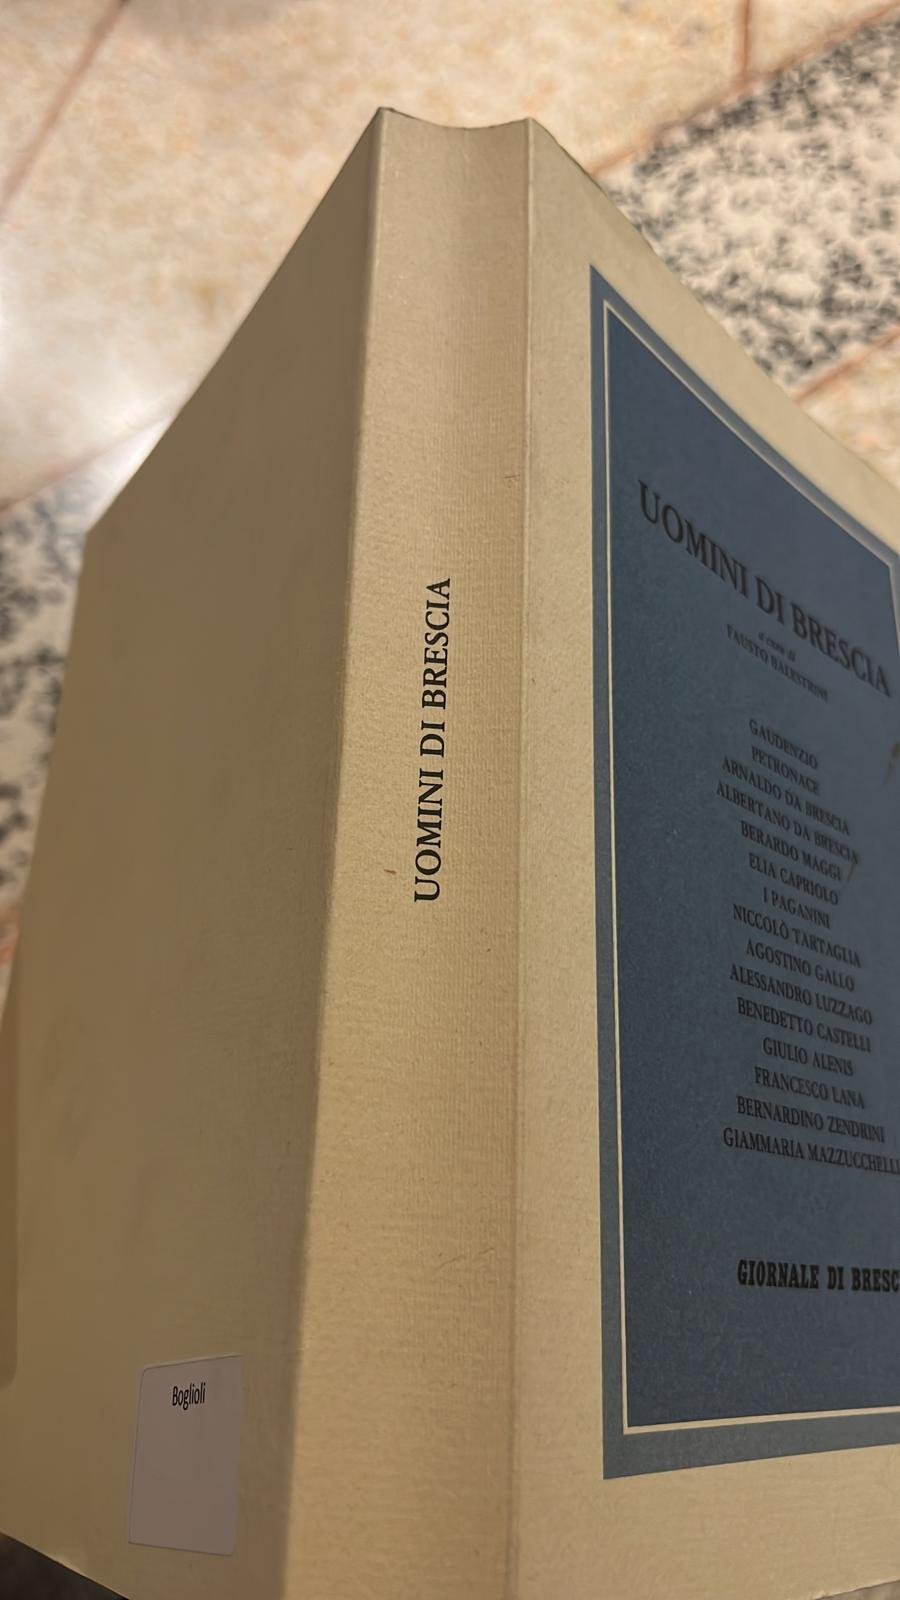 UOMINI DI BRESCIA
UOMINI DI BRESCIA
a cura di
FAUSTO BALESTRINI
GAUDENZIO
PETRONACE
ARNALDO DA BRESCIA
ALBERTANO DA BRESCIA
BERARDO MAGGI
ELIA CAPRIOLO
I PAGANINI
NICCOLÒ TARTAGLIA
AGOSTINO GALLO
ALESSANDRO LUZZAGO
BENEDETTO CASTELLI
GIULIO ALENIS
FRANCESCO LANA
BERNARDINO ZENDRINI
GIAMMARIA MAZZUCCHELLI
GIORNALE DI BRESC
Boglioli